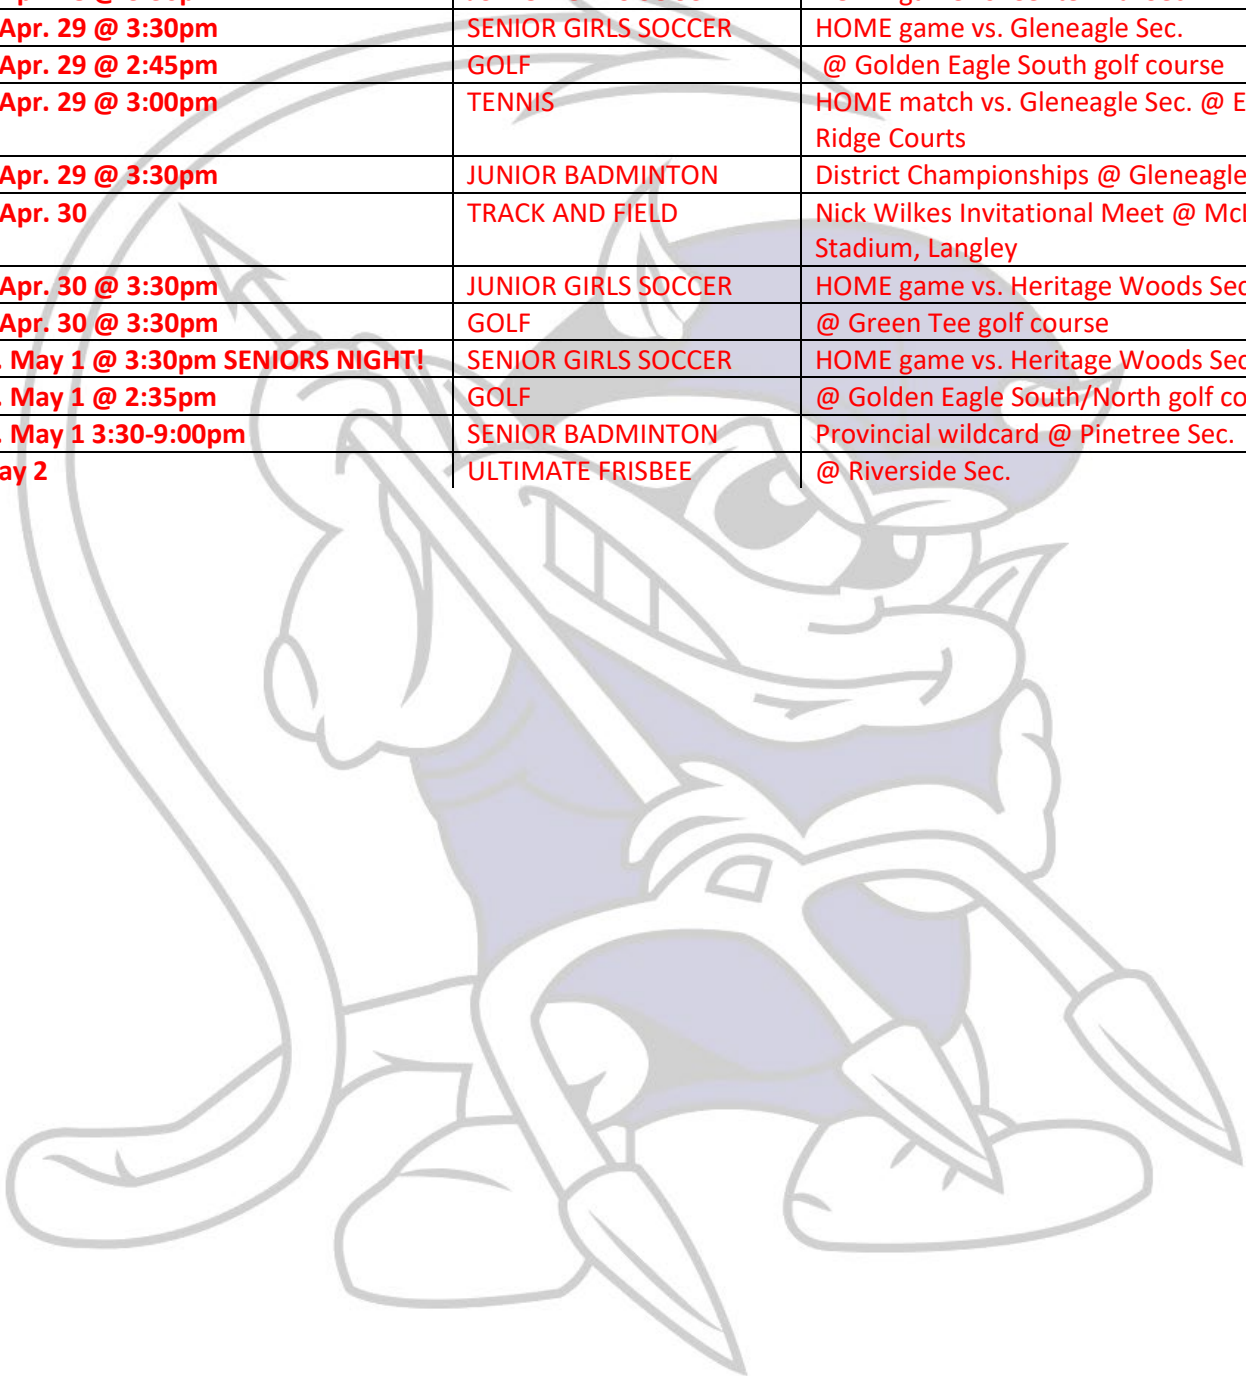 Apr. 29 @ 3:30pm SENIOR GIRLS SOCCER HOME game vs. Gleneagle Sec.
Apr. 29 @ 2:45pm GOLF @ Golden Eagle South golf course
Apr. 29 @ 3:00pm TENNIS HOME match vs. Gleneagle Sec. @
Ridge Courts
Apr. 29 @ 3:30pm JUNIOR BADMINTON District Championships @ Gleneagle
Apr. 30 TRACK AND FIELD Nick Wilkes Invitational Meet @
Stadium, Langley
Apr. 30 @ 3:30pm JUNIOR GIRLS SOCCER HOME game vs. Heritage Woods
Apr. 30 @ 3:30pm GOLF @ Green Tee golf course
. May 1 @ 3:30pm SENIORS NIGHT! SENIOR GIRLS SOCCER HOME game vs. Heritage Woods
. May 1 @ 2:35pm GOLF @ Golden Eagle South/North golf
. May 1 3:30-9:00pm SENIOR BADMINTON Provincial wildcard @ Pinetree Sec.
ay 2 ULTIMATE FRISBEE @ Riverside Sec.